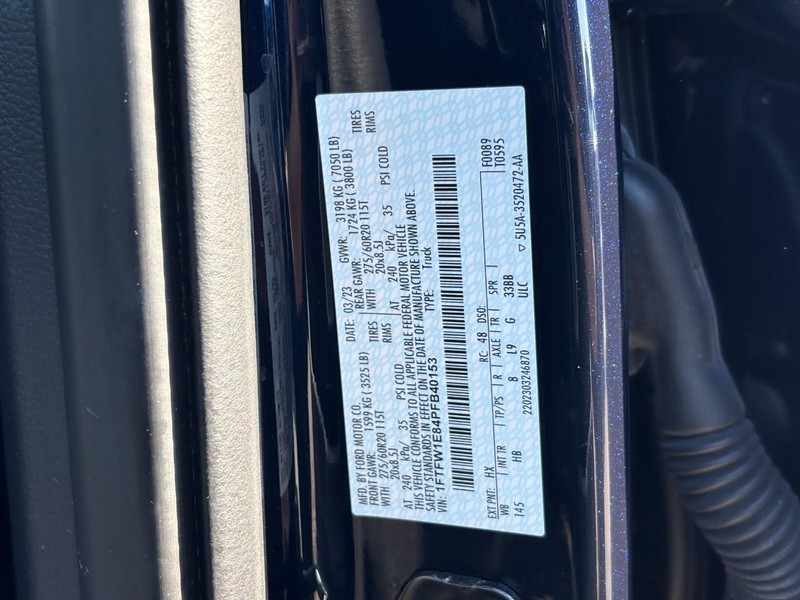 MFD. BY FORD MOTOR CO.
DATE: 03/23
GVWR: 3198 KG ( 7050 LB)
FRONT GAWR: 1599 KG ( 3525 LB)
REAR GAWR: 1724 KG ( 3800 LB)
WITH 275/60R20 115T TIRES
WITH 275/60R20 115T TIRES
20x8.5J RIMS
20x8.5J RIMS
AT 240 kPa/ 35 PSI COLD
AT 240 kPa/ 35 PSI COLD
THIS VEHICLE CONFORMS TO ALL APPLICABLE FEDERAL MOTOR VEHICLE
SAFETY STANDARDS IN EFFECT ON THE DATE OF MANUFACTURE SHOWN ABOVE.
VIN: 1FTFW1E84PFB40153
TYPE: Truck
F0089
T0595
EXT PNT: HX RC: 48 DSO:
WB INT TR TP/PS R AXLE TR SPR
145 HB 8 L9 G 33BB
ULC
2202303246870
5U5A-3520472-AA